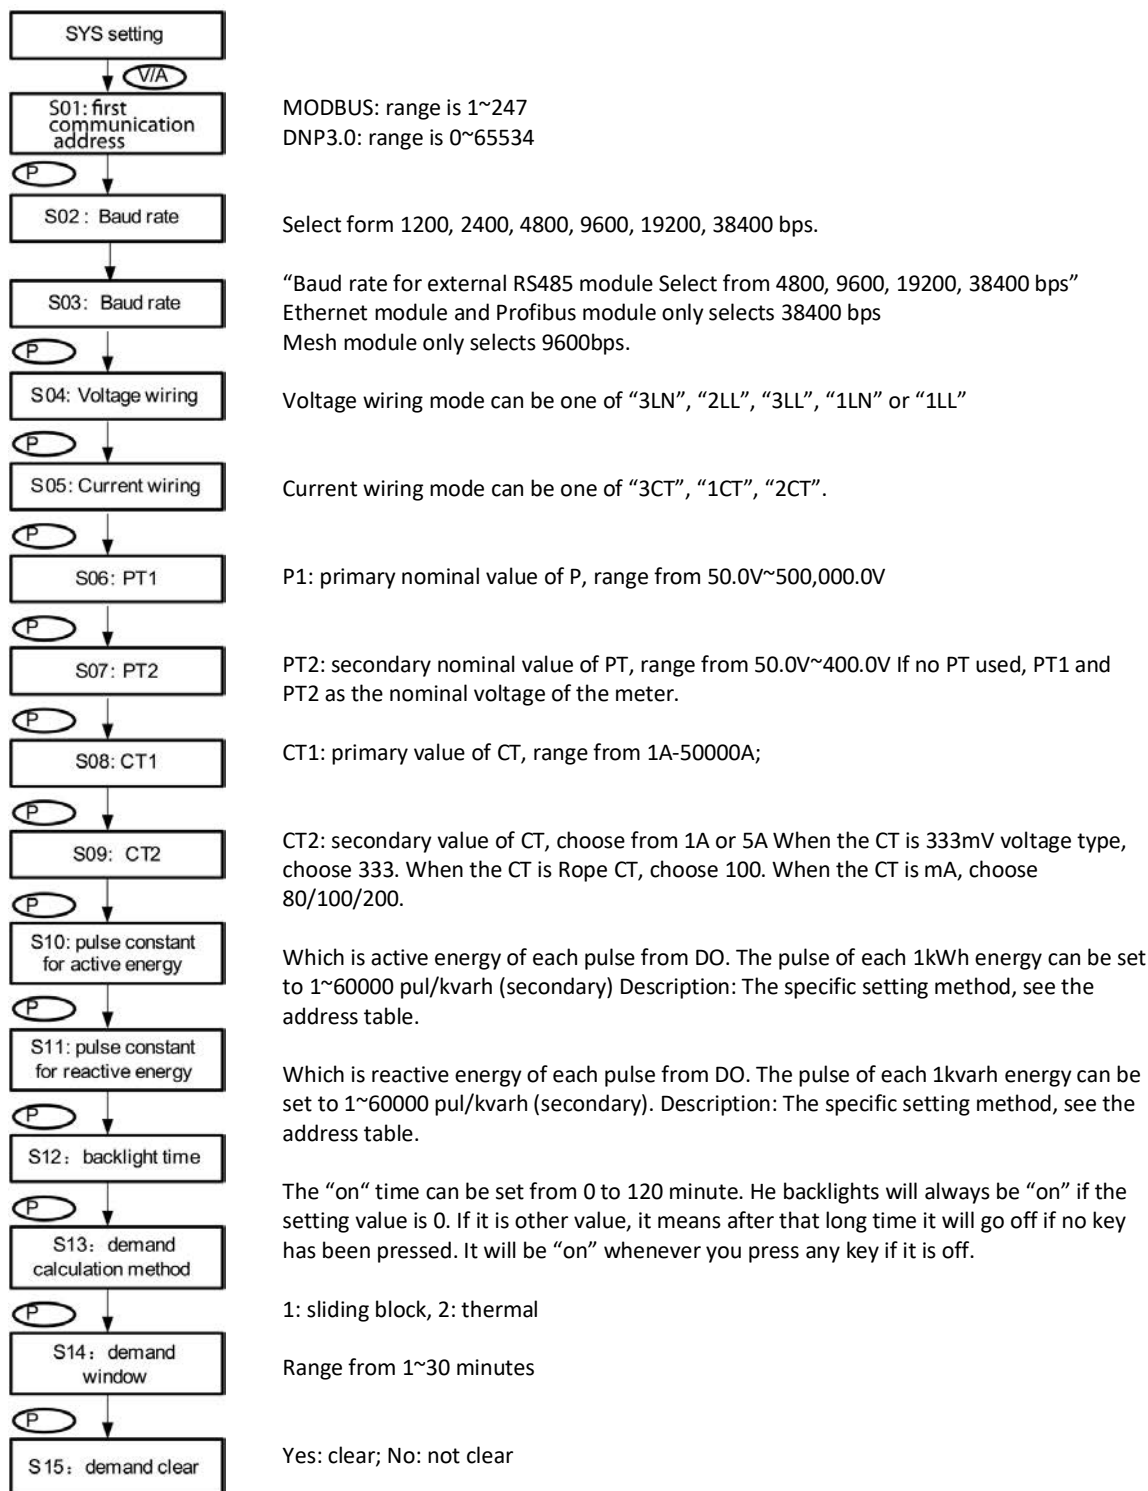 SYS setting
V/A
S01: first
communication
address
MODBUS: range is 1~247
DNP3.0: range is 0~65534
P
S02 : Baud rate
Select form 1200, 2400, 4800, 9600, 19200, 38400 bps.
S03: Baud rate
“Baud rate for external RS485 module Select from 4800, 9600, 19200, 38400 bps”
Ethernet module and Profibus module only selects 38400 bps
Mesh module only selects 9600bps.
P
S04: Voltage wiring
Voltage wiring mode can be one of “3LN”, “2LL”, “3LL”, “1LN” or “1LL”
P
S05: Current wiring
Current wiring mode can be one of “3CT”, “1CT”, “2CT”.
P
S06: PT1
P1: primary nominal value of P, range from 50.0V~500,000.0V
P
S07: PT2
PT2: secondary nominal value of PT, range from 50.0V~400.0V If no PT used, PT1 and
PT2 as the nominal voltage of the meter.
P
S08: CT1
CT1: primary value of CT, range from 1A-50000A;
P
S09: CT2
CT2: secondary value of CT, choose from 1A or 5A When the CT is 333mV voltage type,
choose 333. When the CT is Rope CT, choose 100. When the CT is mA, choose
80/100/200.
P
S10: pulse constant
for active energy
Which is active energy of each pulse from DO. The pulse of each 1kWh energy can be set
to 1~60000 pul/kvarh (secondary) Description: The specific setting method, see the
address table.
P
S11: pulse constant
for reactive energy
Which is reactive energy of each pulse from DO. The pulse of each 1kvarh energy can be
set to 1~60000 pul/kvarh (secondary). Description: The specific setting method, see the
address table.
P
S12: backlight time
The “on“ time can be set from 0 to 120 minute. He backlights will always be “on” if the
setting value is 0. If it is other value, it means after that long time it will go off if no key
has been pressed. It will be “on” whenever you press any key if it is off.
P
S13: demand
calculation method
1: sliding block, 2: thermal
P
S14: demand
window
Range from 1~30 minutes
P
S15: demand clear
Yes: clear; No: not clear